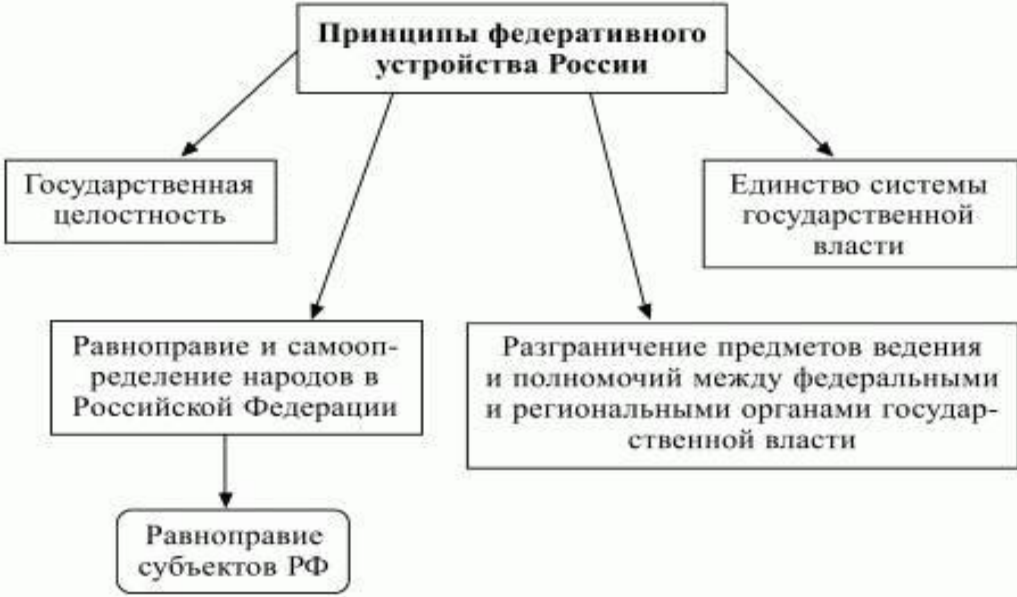 Принципы федеративного
устройства России
Государственная
целостность
Единство системы
государственной
власти
Равноправие и самооп-
ределение народов в
Российской Федерации
Разграничение предметов ведения
и полномочий между федеральными
и региональными органами государ-
ственной власти
Равноправие
субъектов РФ